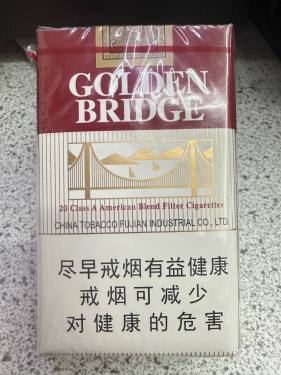 GOLDEN
BRIDGE
20 Class A American Blend Filter Cigarettes
CHINA TOBACCO FUJIAN INDUSTRIAL CO., LTD
尽早戒烟有益健康
戒烟可减少
对健康的危害